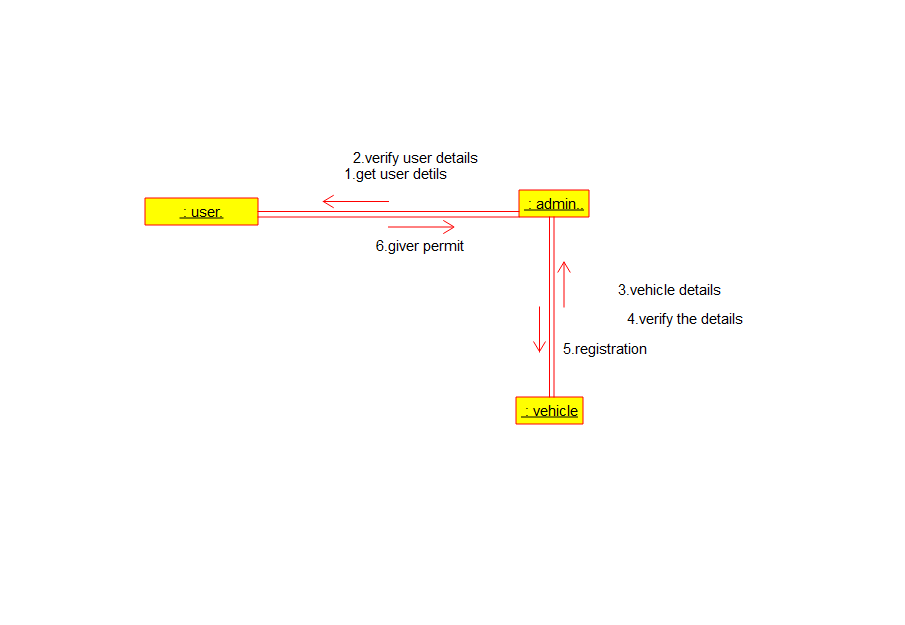 2.verify user details
1.get user detils
: user.
: admin..
6.giver permit
3.vehicle details
4.verify the details
5.registration
: vehicle